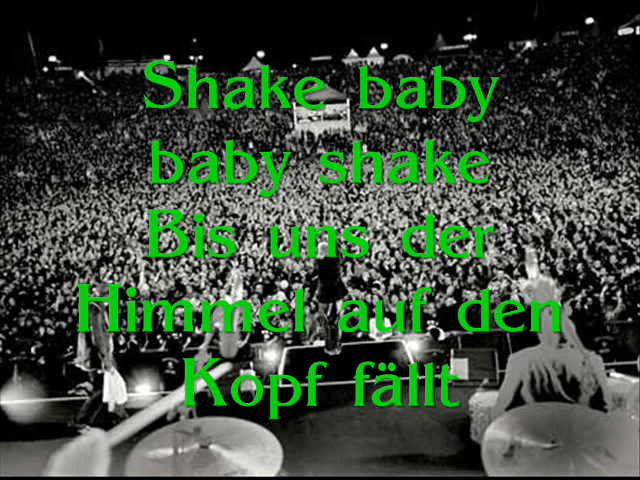 Shake baby
baby shake
Bis uns der
Himmel auf den
Kopf fällt